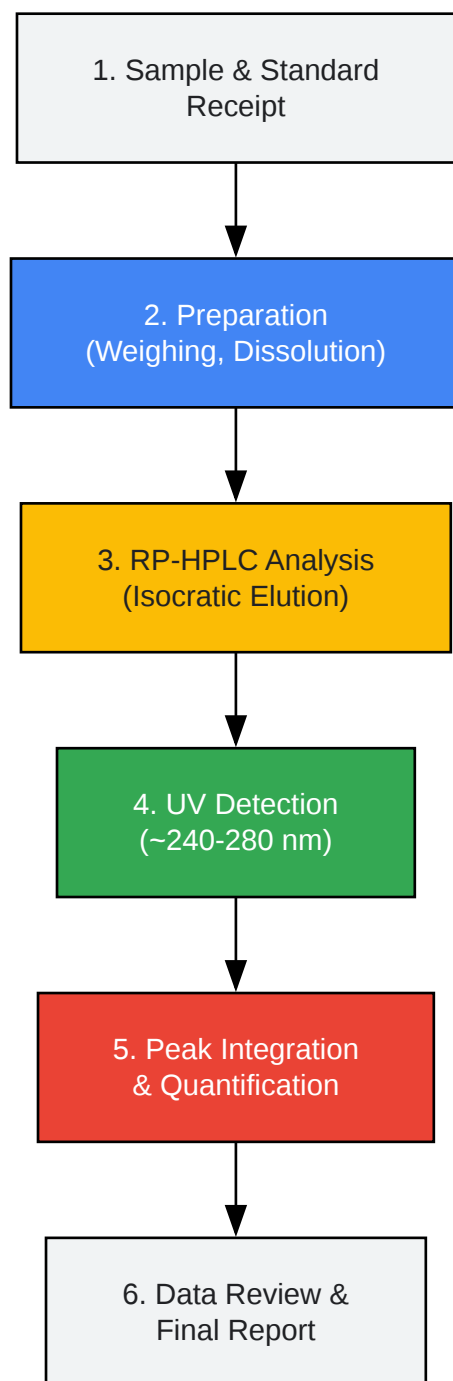 1. Sample & Standard
Receipt
2. Preparation
(Weighing, Dissolution)
3. RP-HPLC Analysis
(Isocratic Elution)
4. UV Detection
(~240-280 nm)
5. Peak Integration
& Quantification
6. Data Review &
Final Report